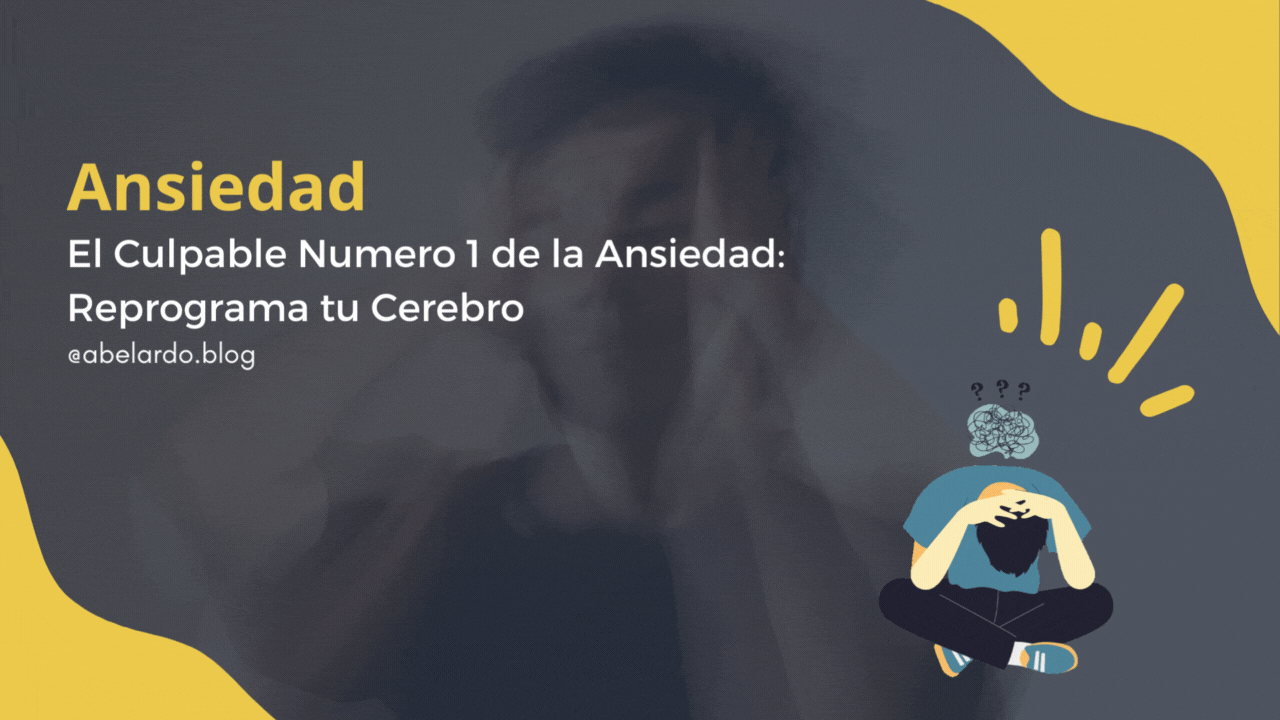 Ansiedad
El Culpable Numero 1 de la Ansiedad:
Reprograma tu Cerebro
@abelardo.blog
? ? ?